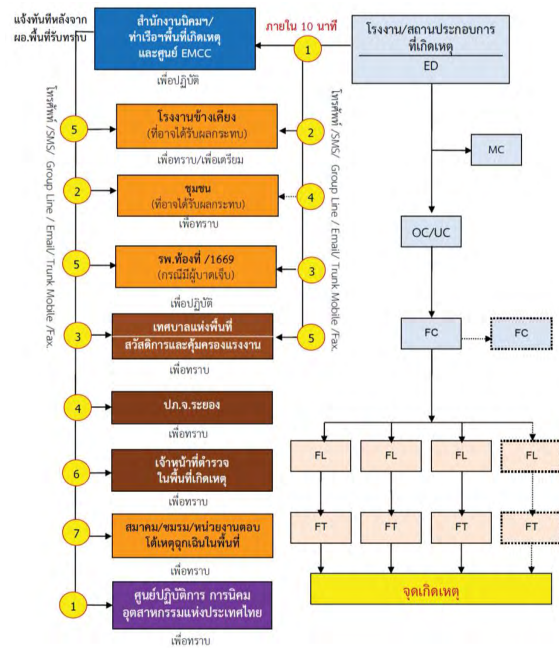 แจ้งทันทีหลังจาก
ผอ.พื้นที่รับทราบ
สำนักงานนิคมฯ/
ท่าเรือฯพื้นที่เกิดเหตุ
และศูนย์ EMCC
เพื่อปฏิบัติ
ภายใน 10 นาที
1
โรงงาน/สถานประกอบการ
ที่เกิดเหตุ
ED
MC
OC/UC
FC
FC
FL
FL
FL
FL
FT
FT
FT
FT
จุดเกิดเหตุ
โทรศัพท์ /SMS/ Group Line / Email/ Trunk Mobile /Fax.
โทรศัพท์ /SMS/ Group Line / Email/ Trunk Mobile /Fax.
5
โรงงานข้างเคียง
(ที่อาจได้รับผลกระทบ)
2
เพื่อทราบ/เพื่อเตรียม
2
ชุมชน
(ที่อาจได้รับผลกระทบ)
4
เพื่อทราบ
5
รพ.ท้องที่ /1669
(กรณีมีผู้บาดเจ็บ)
3
เพื่อปฏิบัติ
3
เทศบาลแห่งพื้นที่
สวัสดิการและคุ้มครองแรงงาน
5
เพื่อทราบ
4
ปภ.จ.ระยอง
เพื่อทราบ
6
เจ้าหน้าที่ตำรวจ
ในพื้นที่เกิดเหตุ
เพื่อทราบ
7
สมาคม/ชมรม/หน่วยงานตอบ
โต้เหตุฉุกเฉินในพื้นที่
เพื่อทราบ
1
ศูนย์ปฏิบัติการ การนิคม
อุตสาหกรรมแห่งประเทศไทย
เพื่อทราบ